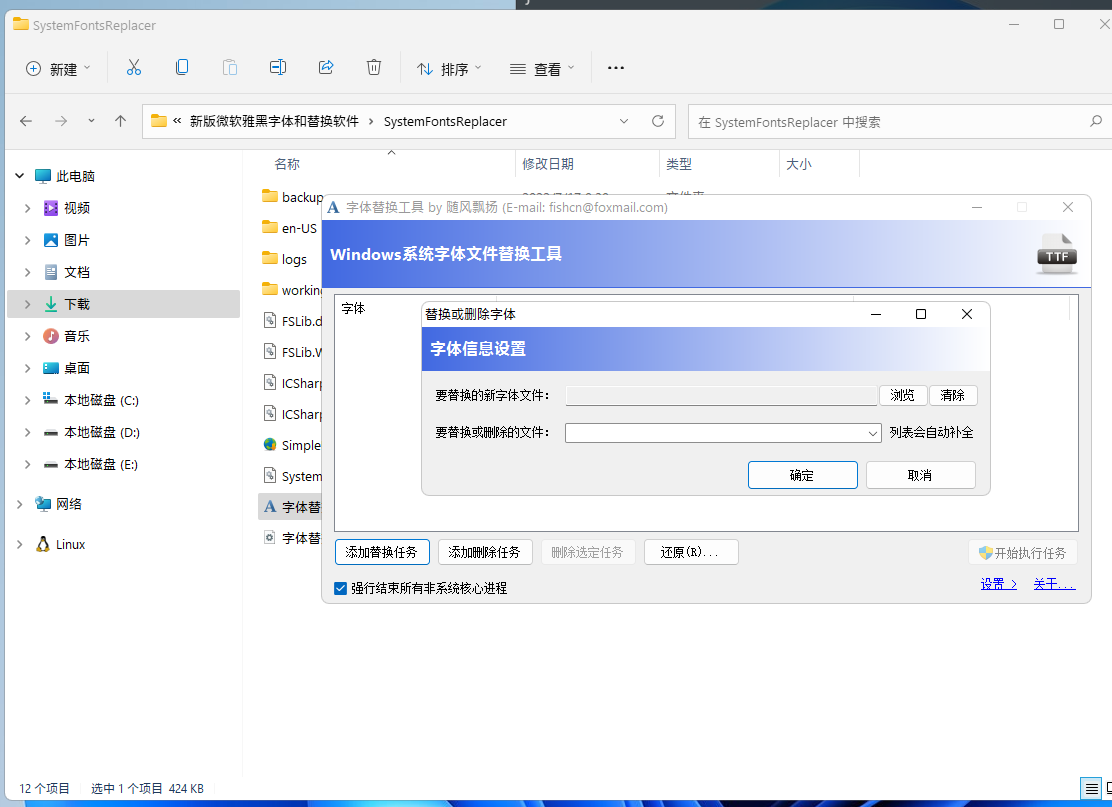 SystemFontsReplacer
新建
排序
查看
« 新版微软雅黑字体和替换软件 › SystemFontsReplacer
在 SystemFontsReplacer 中搜索
此电脑
视频
图片
文档
下载
音乐
桌面
本地磁盘 (C:)
本地磁盘 (D:)
本地磁盘 (E:)
网络
Linux
名称
修改日期
类型
大小
backup
en-US
logs
working
FSLib.d
FSLib.W
ICSharp
ICSharp
Simple
System
字体替
字体替
字体替换工具 by 随风飘扬 (E-mail: fishcn@foxmail.com)
Windows系统字体文件替换工具
TTF
字体
替换或删除字体
字体信息设置
要替换的新字体文件:
浏览
清除
要替换或删除的文件:
列表会自动补全
确定
取消
添加替换任务
添加删除任务
删除选定任务
还原(R)...
开始执行任务
强行结束所有非系统核心进程
设置 >
关于...
12 个项目
选中 1 个项目 424 KB